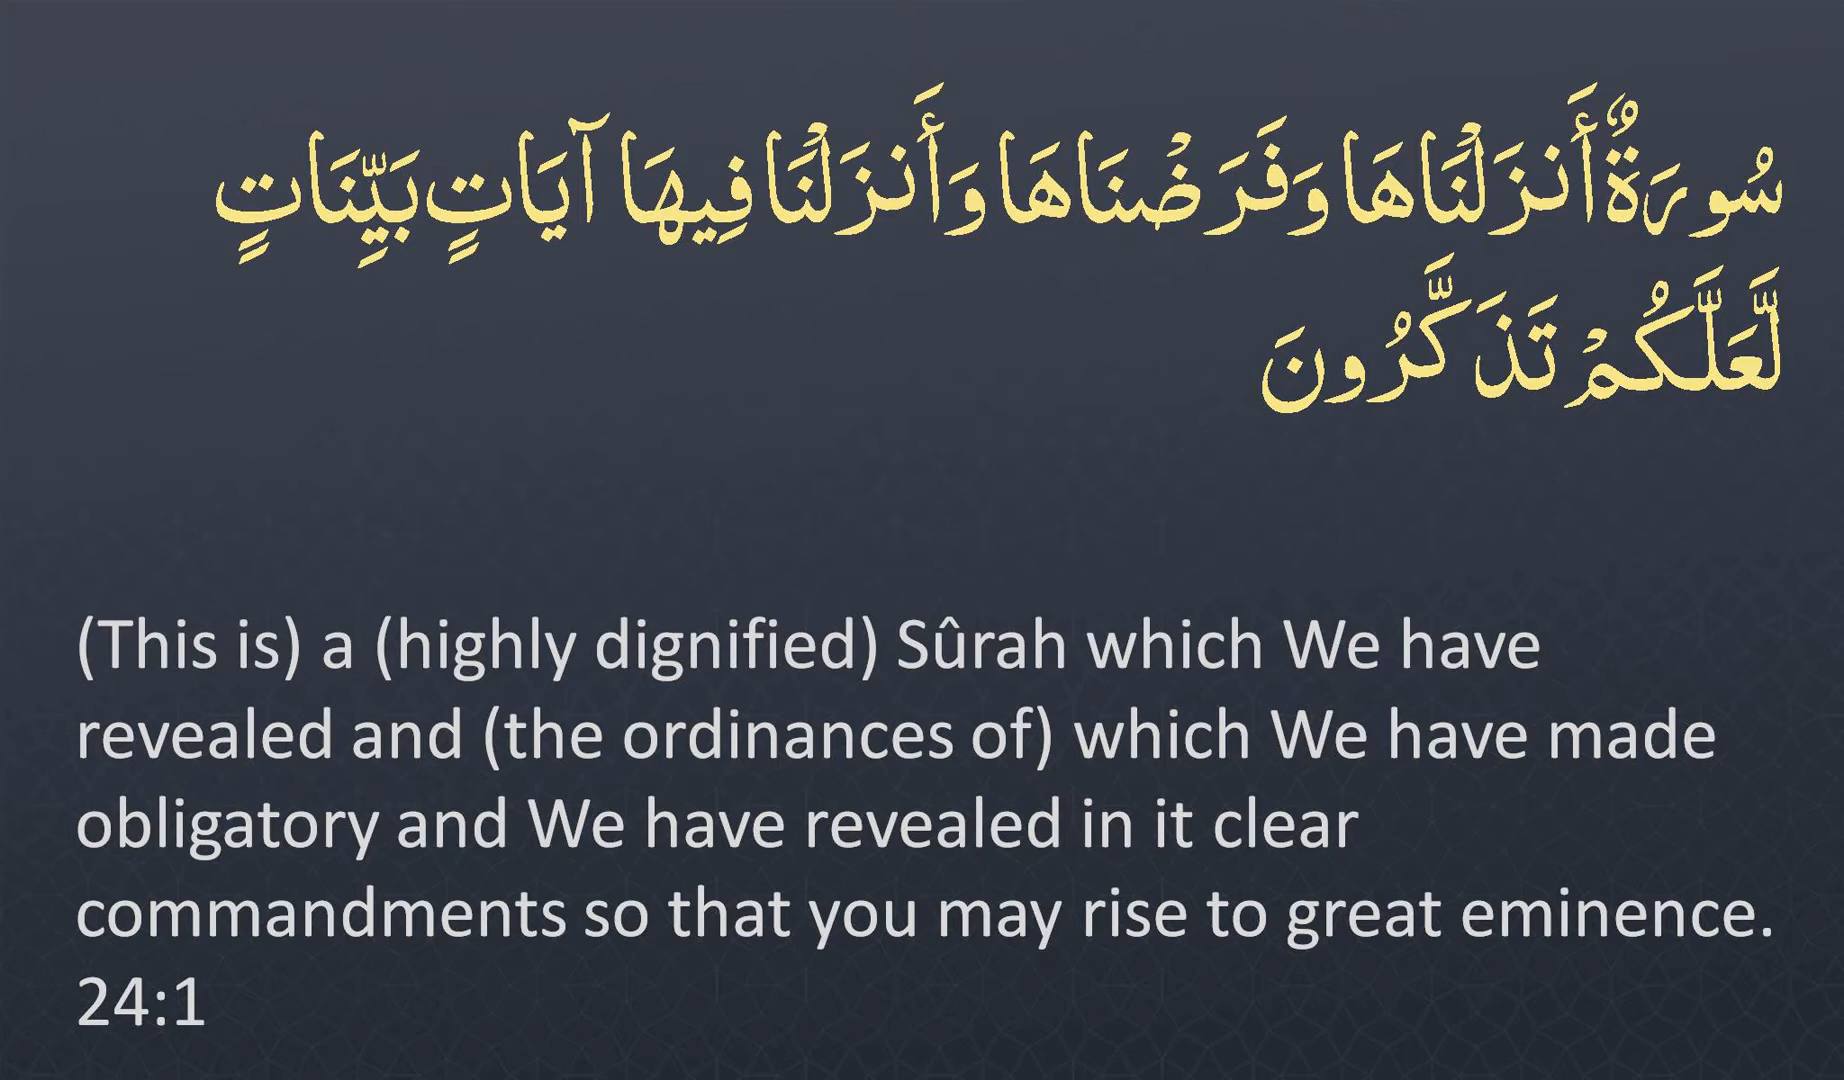 سُورَةٌ أَنزَلْنَاهَا وَفَرَضْنَاهَا وَأَنزَلْنَا فِيهَا آيَاتٍ بَيِّنَاتٍ
لَّعَلَّكُمْ تَذَكَّرُونَ
(This is) a (highly dignified) Sûrah which We have
revealed and (the ordinances of) which We have made
obligatory and We have revealed in it clear
commandments so that you may rise to great eminence.
24:1